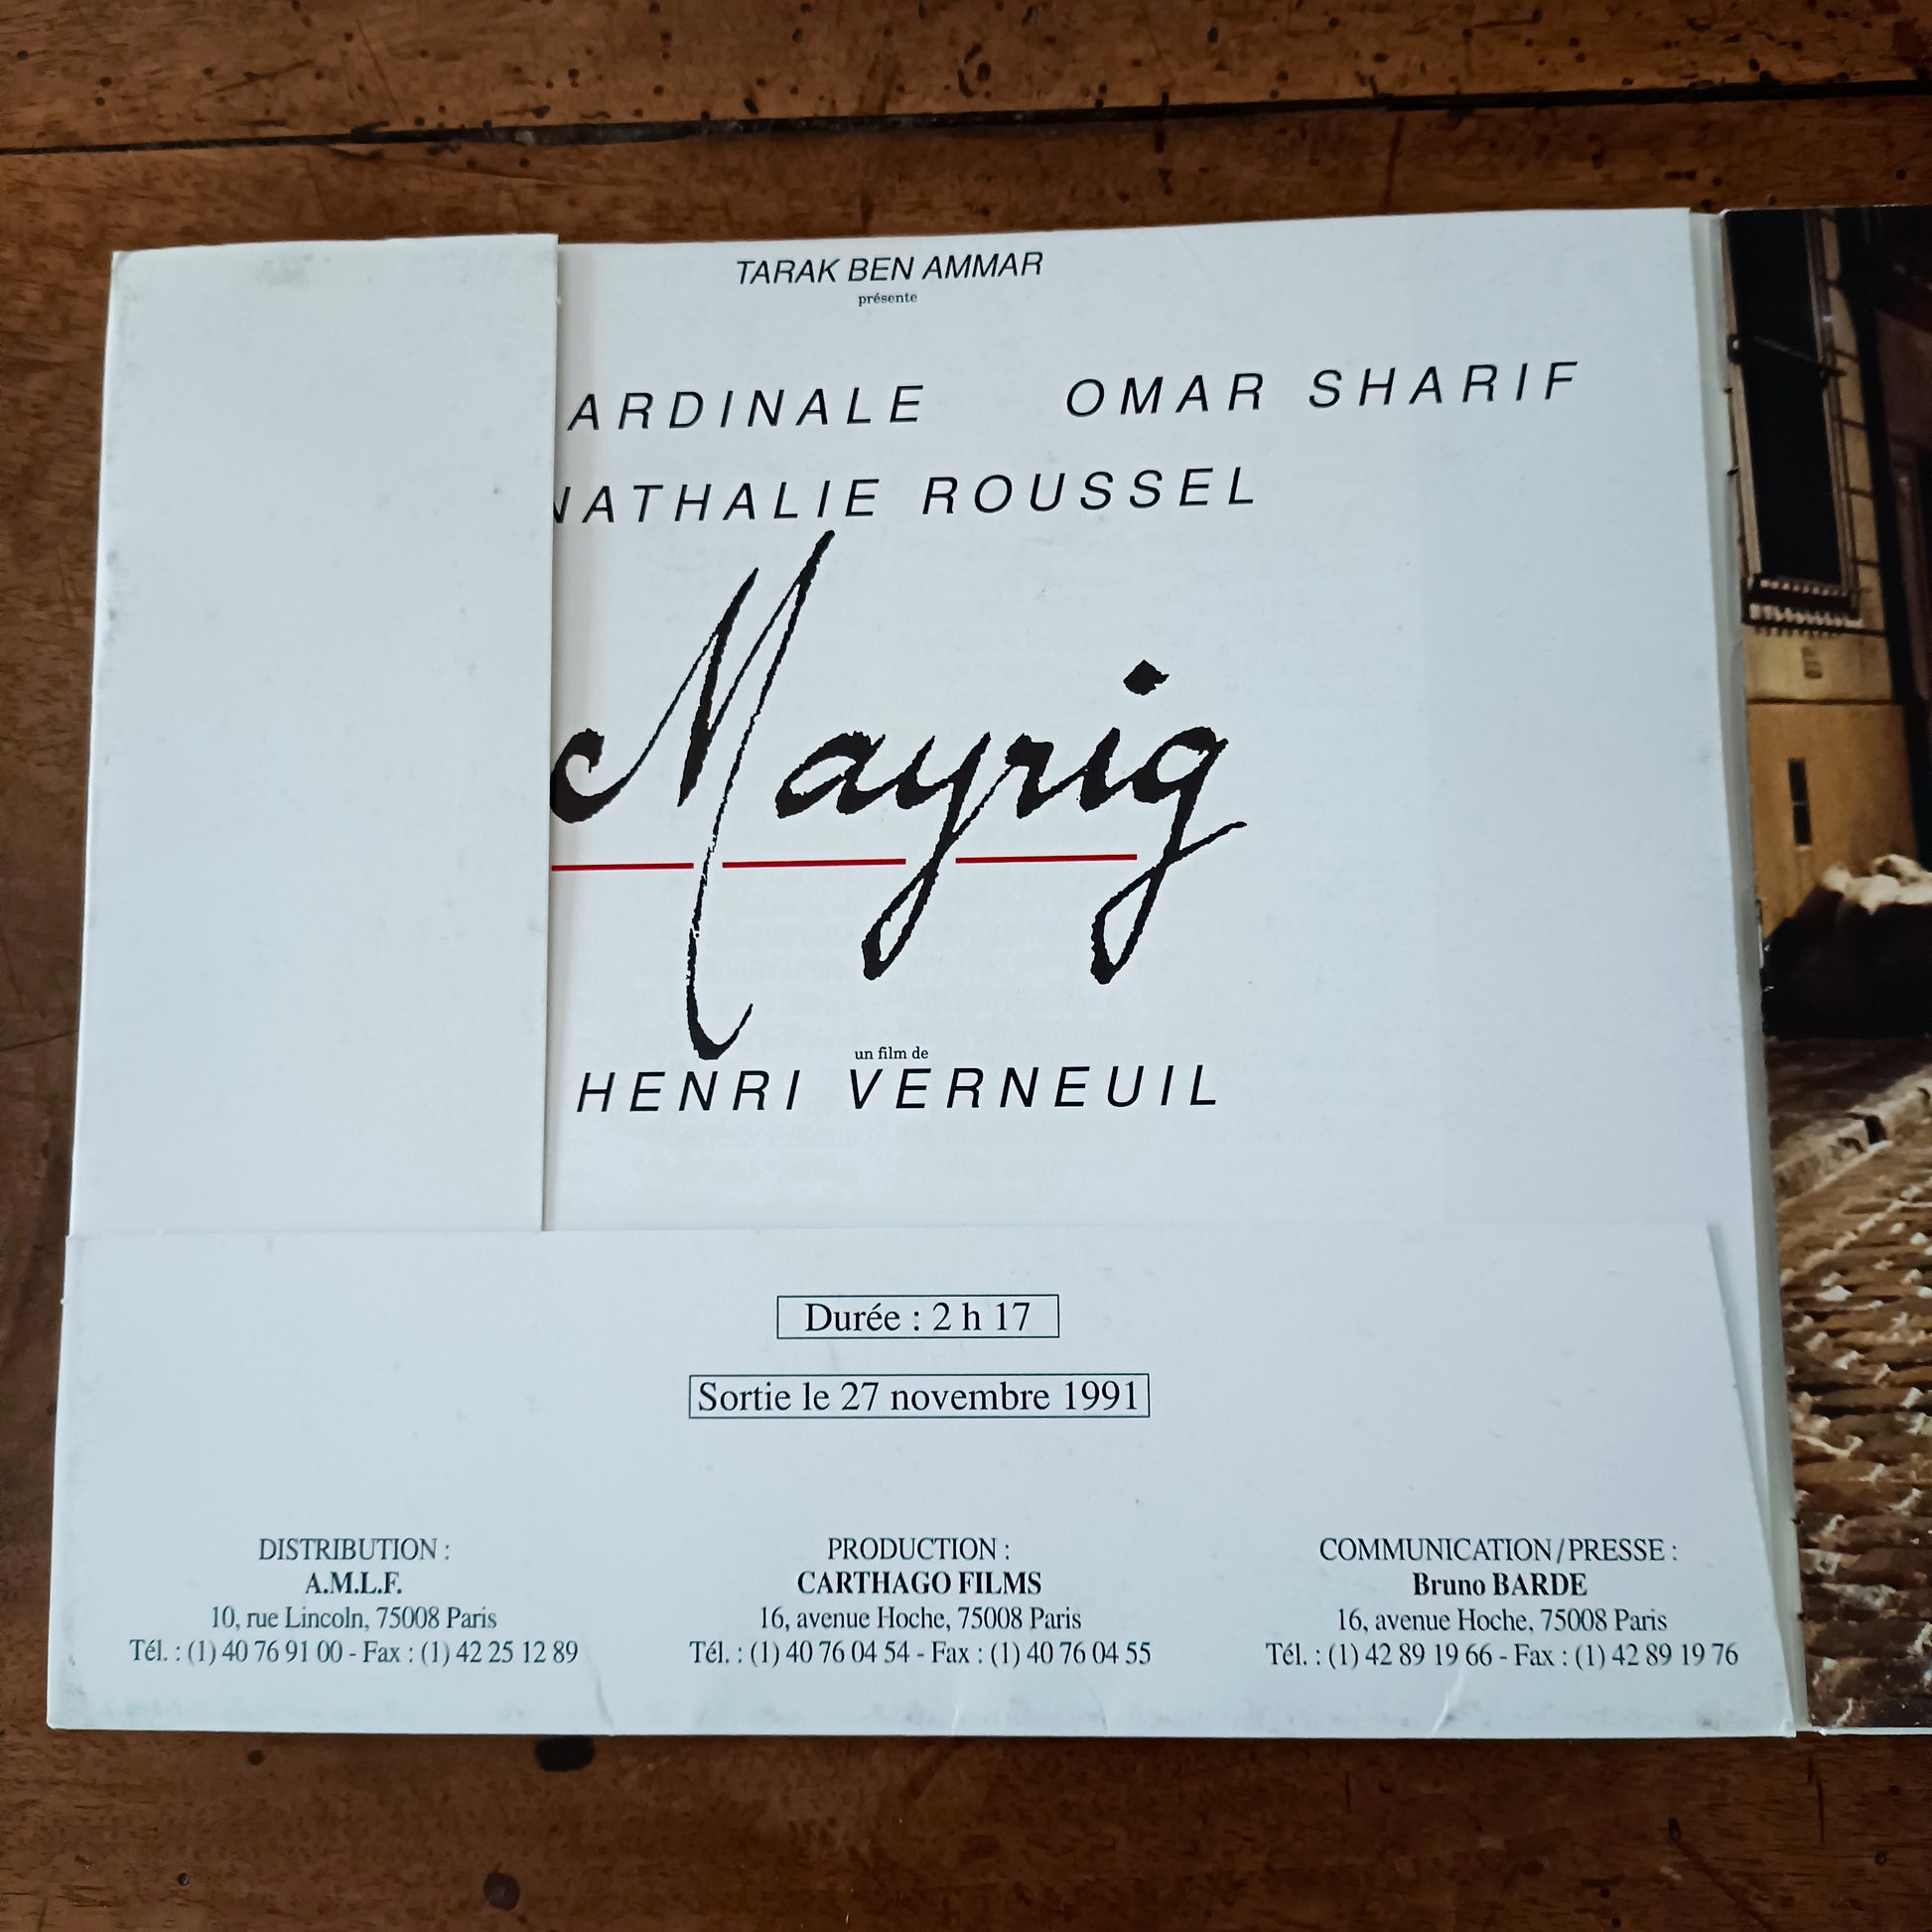 TARAK BEN AMMAR
présente
ARDINALE OMAR SHARIF
NATHALIE ROUSSEL
Mayrig
un film de
HENRI VERNEUIL
Durée : 2 h 17
Sortie le 27 novembre 1991
DISTRIBUTION :
A.M.L.F.
10, rue Lincoln, 75008 Paris
Tél. : (1) 40 76 91 00 - Fax : (1) 42 25 12 89
PRODUCTION :
CARTHAGO FILMS
16, avenue Hoche, 75008 Paris
Tél. : (1) 40 76 04 54 - Fax : (1) 40 76 04 55
COMMUNICATION / PRESSE :
Bruno BARDE
16, avenue Hoche, 75008 Paris
Tél. : (1) 42 89 19 66 - Fax : (1) 42 89 19 76